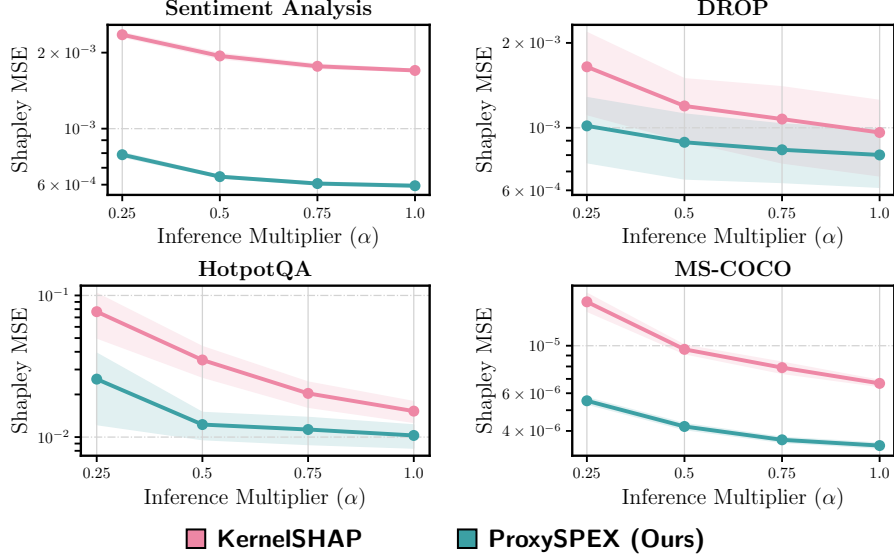 Sentiment Analysis
Shapley MSE
2 × 10⁻³
10⁻³
6 × 10⁻⁴
0.25 0.5 0.75 1.0
Inference Multiplier (α)
DROP
Shapley MSE
2 × 10⁻³
10⁻³
6 × 10⁻⁴
0.25 0.5 0.75 1.0
Inference Multiplier (α)
HotpotQA
Shapley MSE
10⁻¹
10⁻²
0.25 0.5 0.75 1.0
Inference Multiplier (α)
MS-COCO
Shapley MSE
10⁻⁵
6 × 10⁻⁶
4 × 10⁻⁶
0.25 0.5 0.75 1.0
Inference Multiplier (α)
KernelSHAP ProxySPEX (Ours)